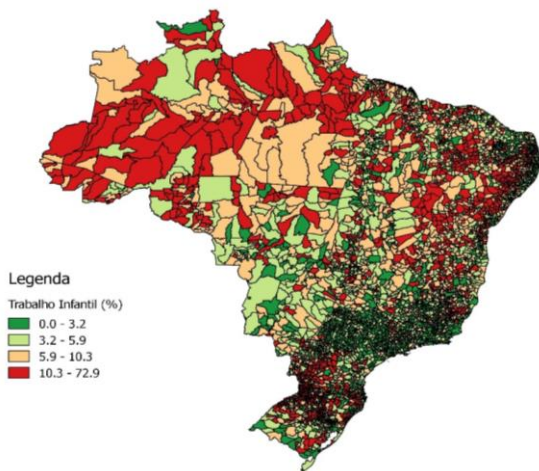 Legenda
Trabalho Infantil (%)
0.0 - 3.2
3.2 - 5.9
5.9 - 10.3
10.3 - 72.9